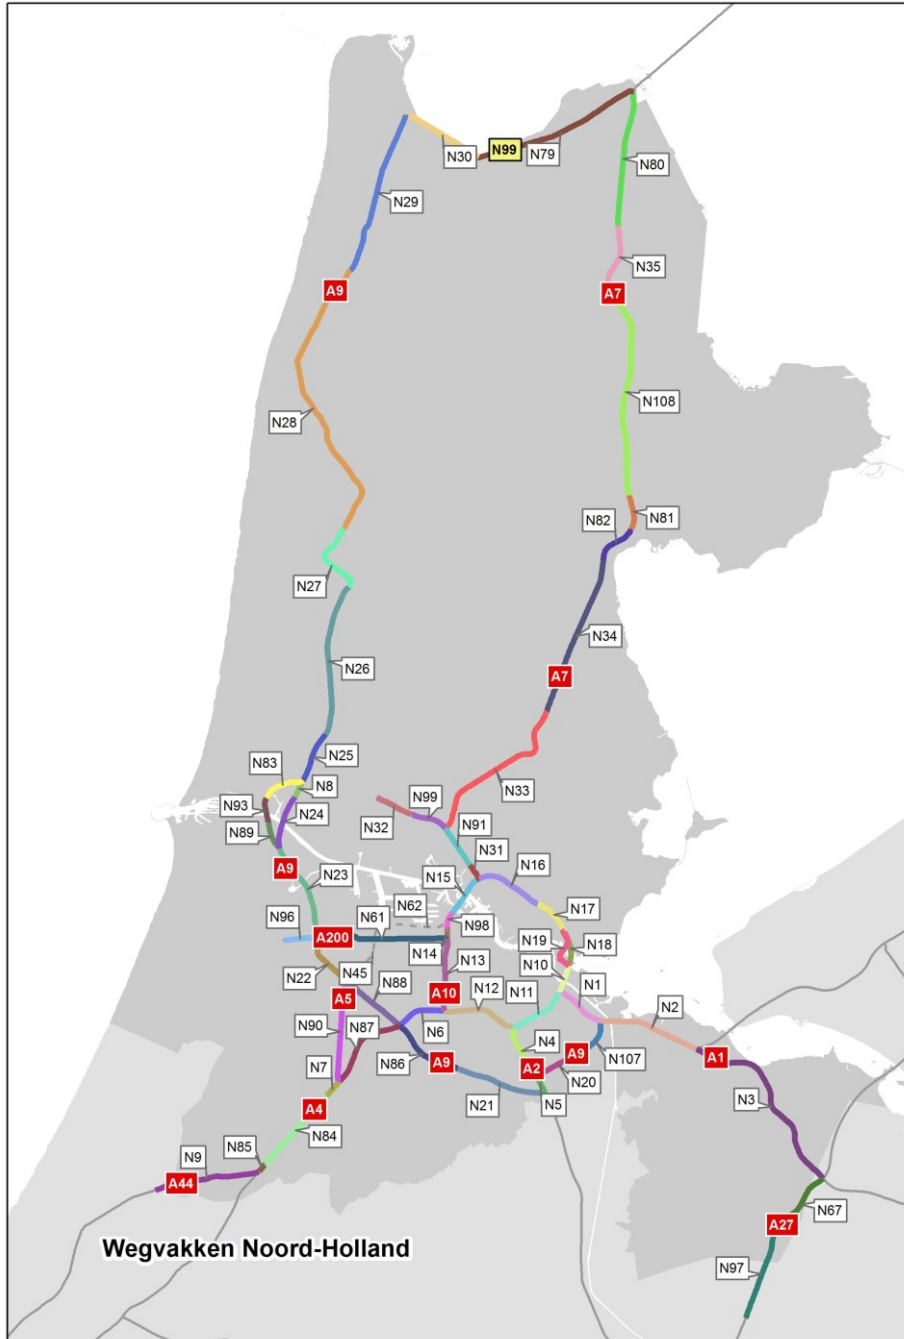 N30
N99
N79
N80
N29
N35
A9
A7
N108
N28
N82
N81
N27
N34
N26
A7
N25
N83
N8
N33
N93
N24
N99
N32
N91
N89
N31
N16
A9
N23
N15
N17
N62
N96
N61
N98
N19
N18
A200
N14
N10
N22
N45
N88
N13
N1
A5
A10
N12
N11
N2
N90
N87
N6
N4
A9
A1
N7
N86
A9
A2
N20
N107
N3
A4
N21
N5
N84
N85
N9
A44
N67
A27
Wegvakken Noord-Holland
N97